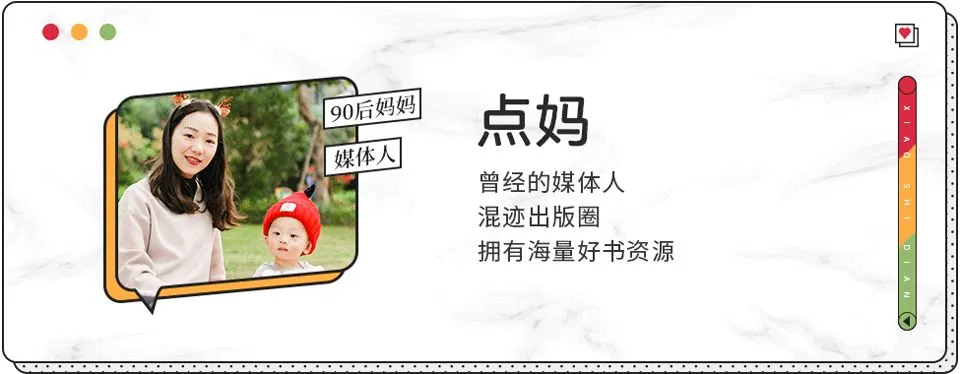 90后妈妈
媒体人
点妈
曾经的媒体人
混迹出版圈
拥有海量好书资源
XIAO SHI DIAN